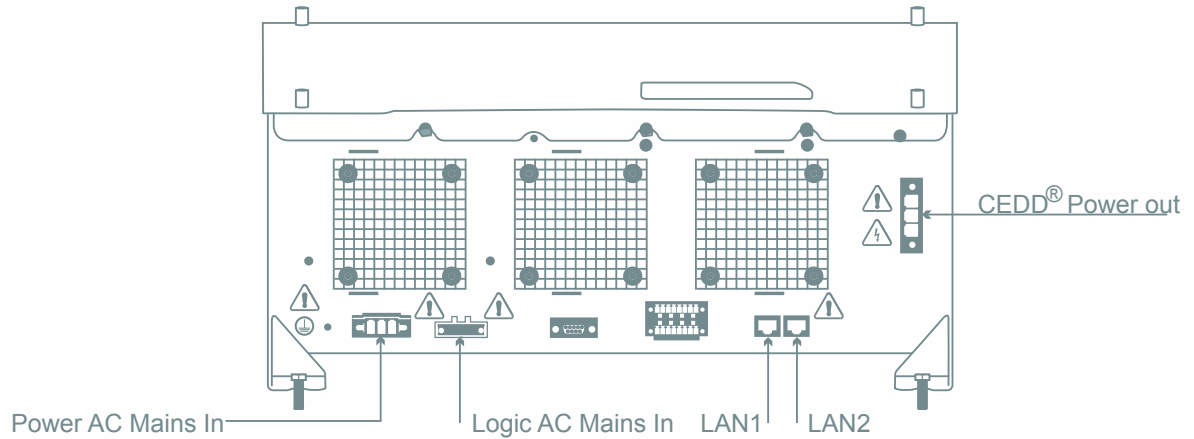 CEDD® Power out
Power AC Mains In
Logic AC Mains In
LAN1
LAN2